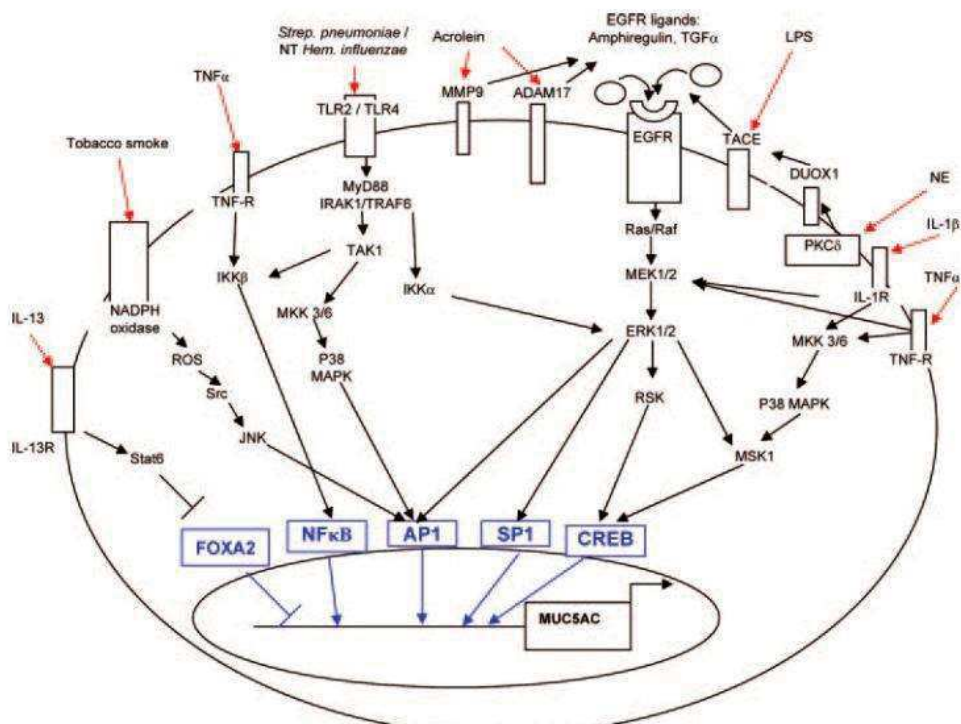 Strep. pneumoniae /
NT Hem. influenzae
Acrolein
EGFR ligands:
Amphiregulin, TGFα
LPS
TNFα
MMP9
ADAM17
TLR2 / TLR4
EGFR
TACE
Tobacco smoke
DUOX1
NE
MyD88
IRAK1/TRAF6
TNF-R
Ras/Raf
PKCδ
IL-1β
TAK1
IKKβ
IKKα
MEK1/2
IL-1R
TNFα
NADPH
oxidase
MKK 3/6
IL-13
ERK1/2
MKK 3/6
TNF-R
ROS
P38
MAPK
Src
RSK
P38 MAPK
JNK
IL-13R
Stat6
MSK1
FOXA2
NFκB
AP1
SP1
CREB
MUC5AC